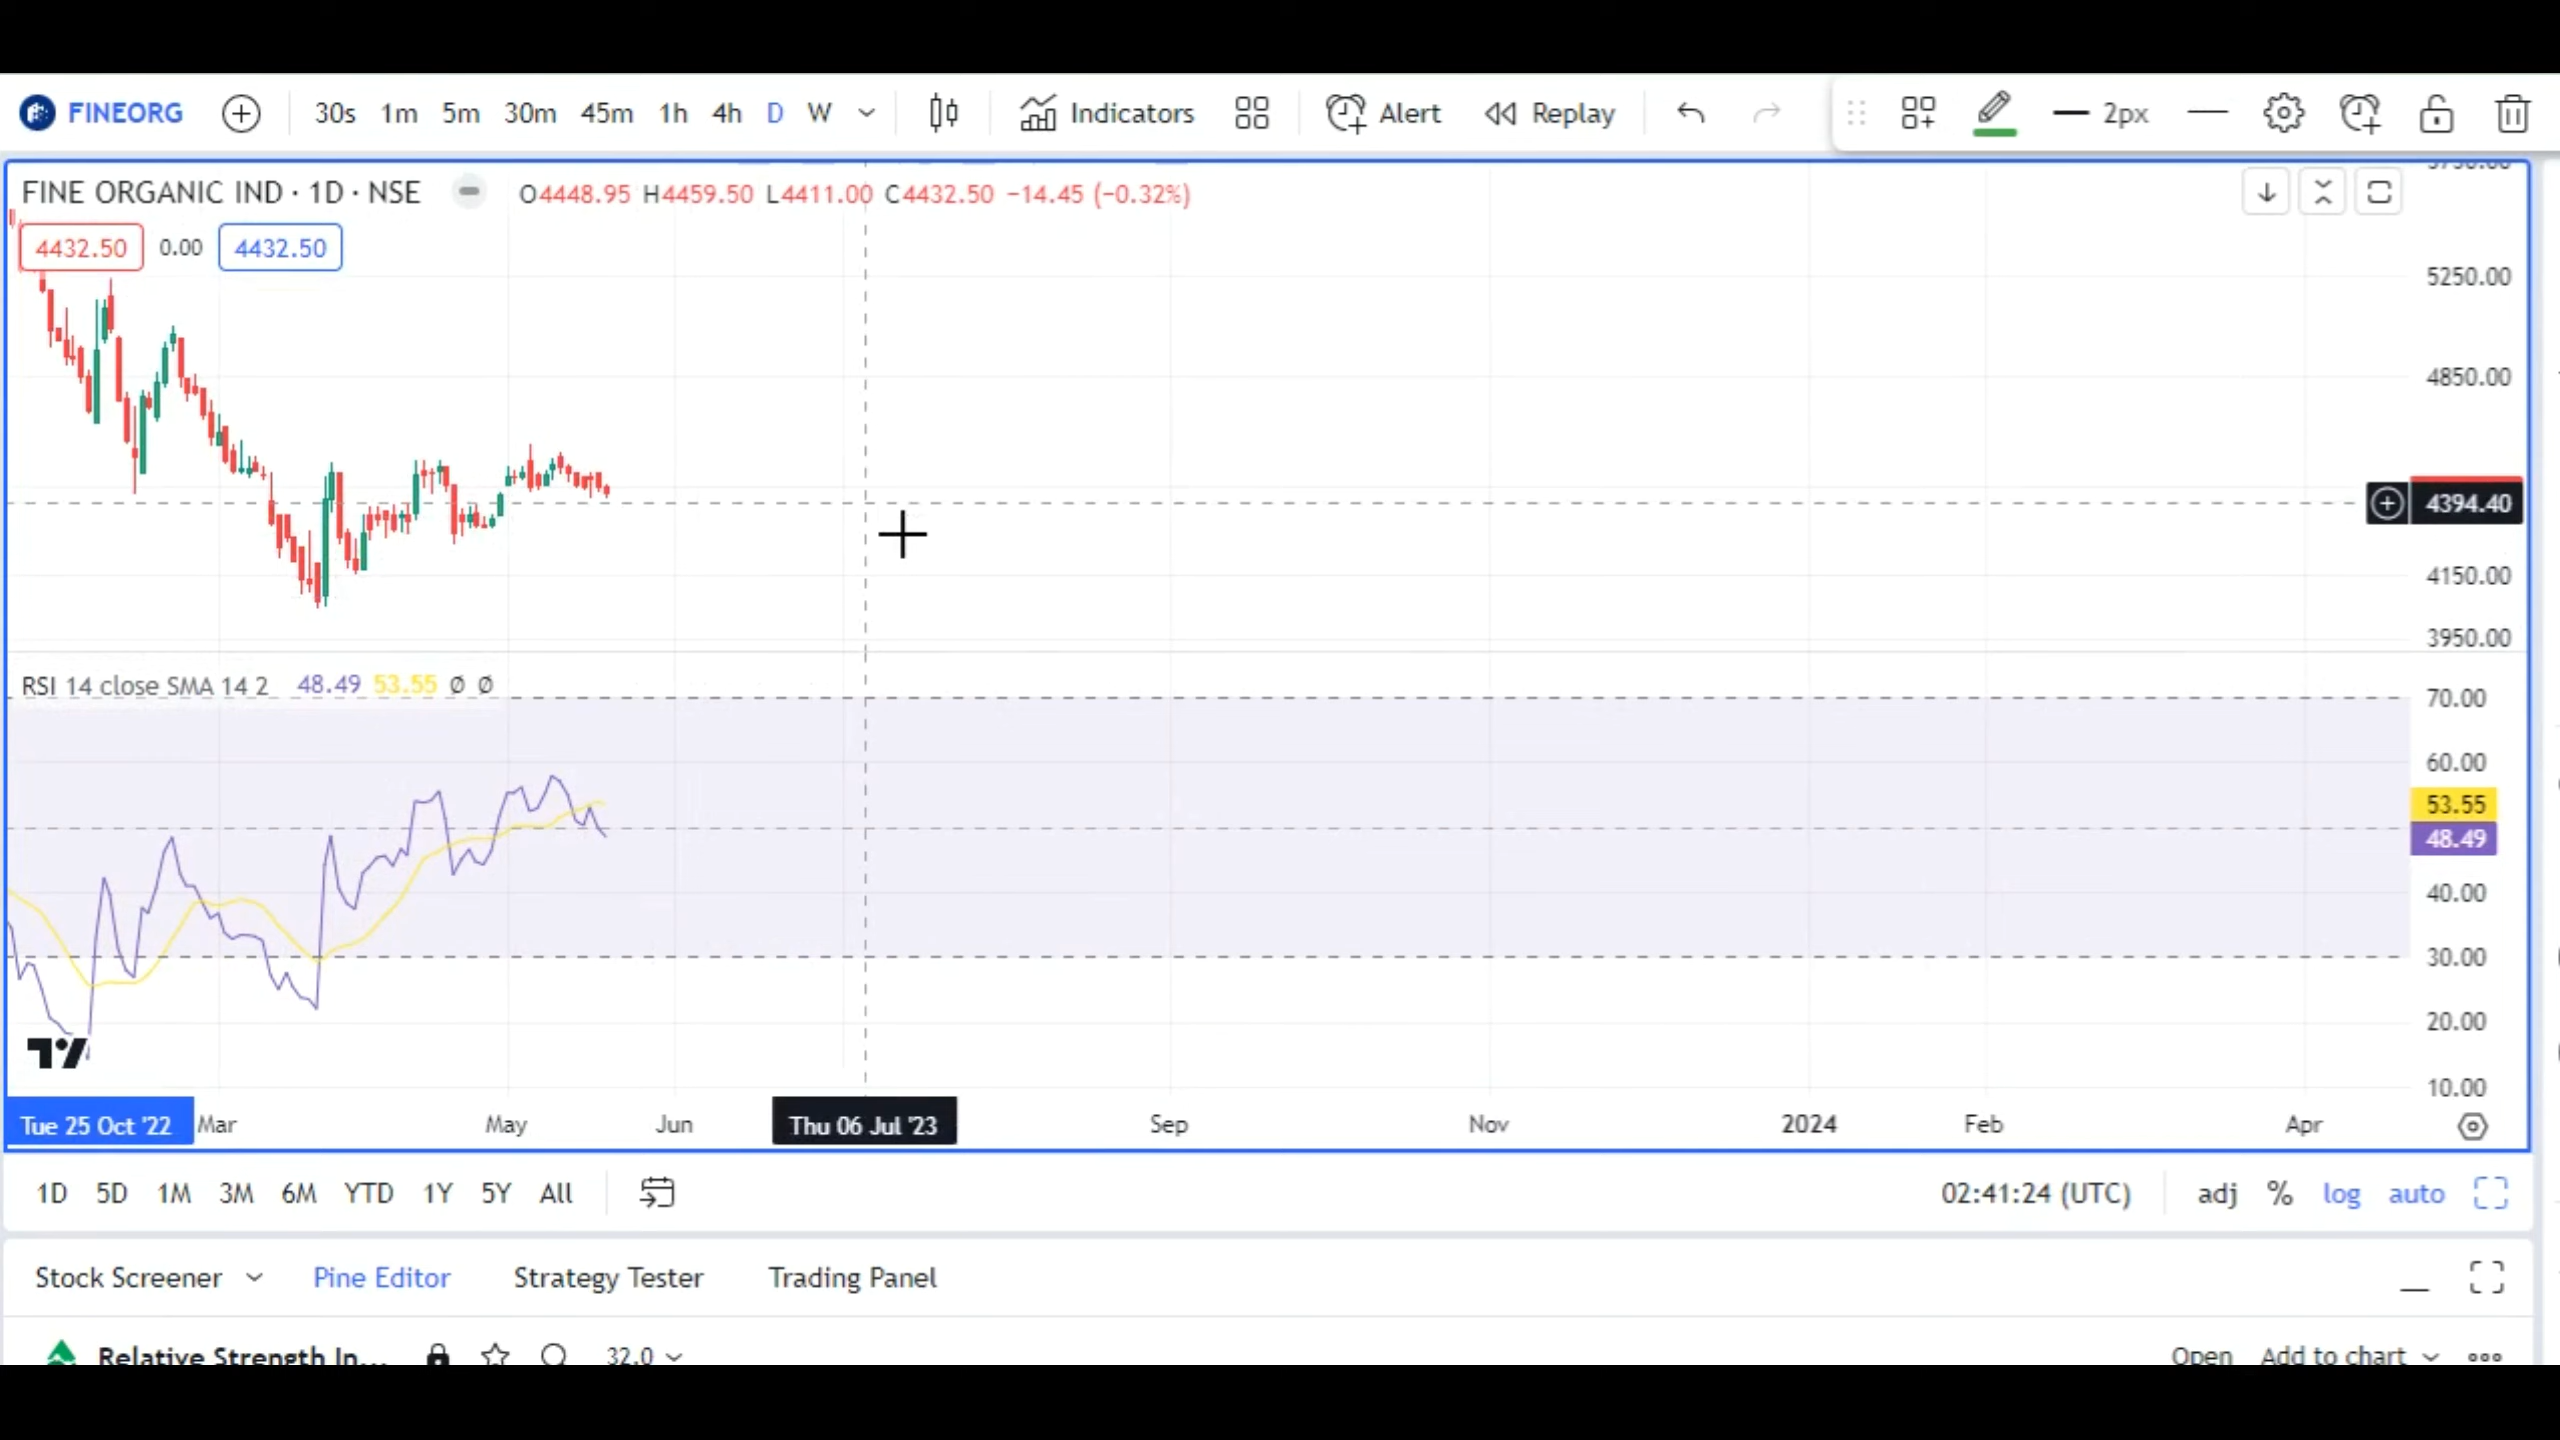 FINEORG 30s 1m 5m 30m 45m 1h 4h D W Indicators Alert Replay 2px
FINE ORGANIC IND · 1D · NSE O4448.95 H4459.50 L4411.00 C4432.50 −14.45 (−0.32%)
4432.50 0.00 4432.50
5250.00
4850.00
4394.40
4150.00
3950.00
RSI 14 close SMA 14 2 48.49 53.55 Ø Ø
70.00
60.00
53.55
48.49
40.00
30.00
20.00
10.00
Tue 25 Oct '22 Mar May Jun Thu 06 Jul '23 Sep Nov 2024 Feb Apr
1D 5D 1M 3M 6M YTD 1Y 5Y All 02:41:24 (UTC) adj % log auto
Stock Screener Pine Editor Strategy Tester Trading Panel
Relative Strength In... 32.0 Open Add to chart